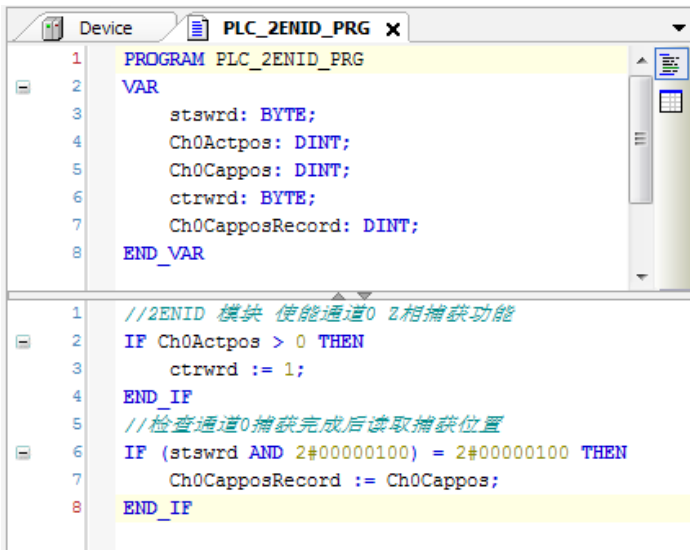 Device
PLC_2ENID_PRG
1 PROGRAM PLC_2ENID_PRG
2 VAR
3 stswrd: BYTE;
4 Ch0Actpos: DINT;
5 Ch0Cappos: DINT;
6 ctrwrd: BYTE;
7 Ch0CapposRecord: DINT;
8 END_VAR
1 //2ENID 模块 使能通道0 Z相捕获功能
2 IF Ch0Actpos > 0 THEN
3 ctrwrd := 1;
4 END_IF
5 //检查通道0捕获完成后读取捕获位置
6 IF (stswrd AND 2#00000100) = 2#00000100 THEN
7 Ch0CapposRecord := Ch0Cappos;
8 END_IF